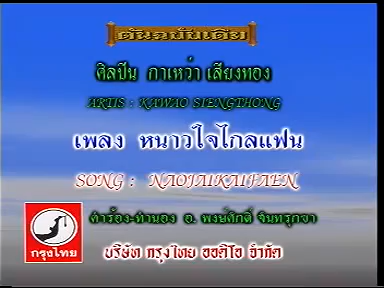 ต้นฉบับเดิม
ศิลปิน กาเหว่า เสียงทอง
ARTIS : KAWAO SIENGTHONG
เพลง หนาวใจไกลแฟน
SONG : NAOJAIKAIFAEN
คำร้อง-ทำนอง อ. พงษ์ศักดิ์ จันทรุกขา
กรุงไทย
บริษัท กรุงไทย ออดิโอ จำกัด